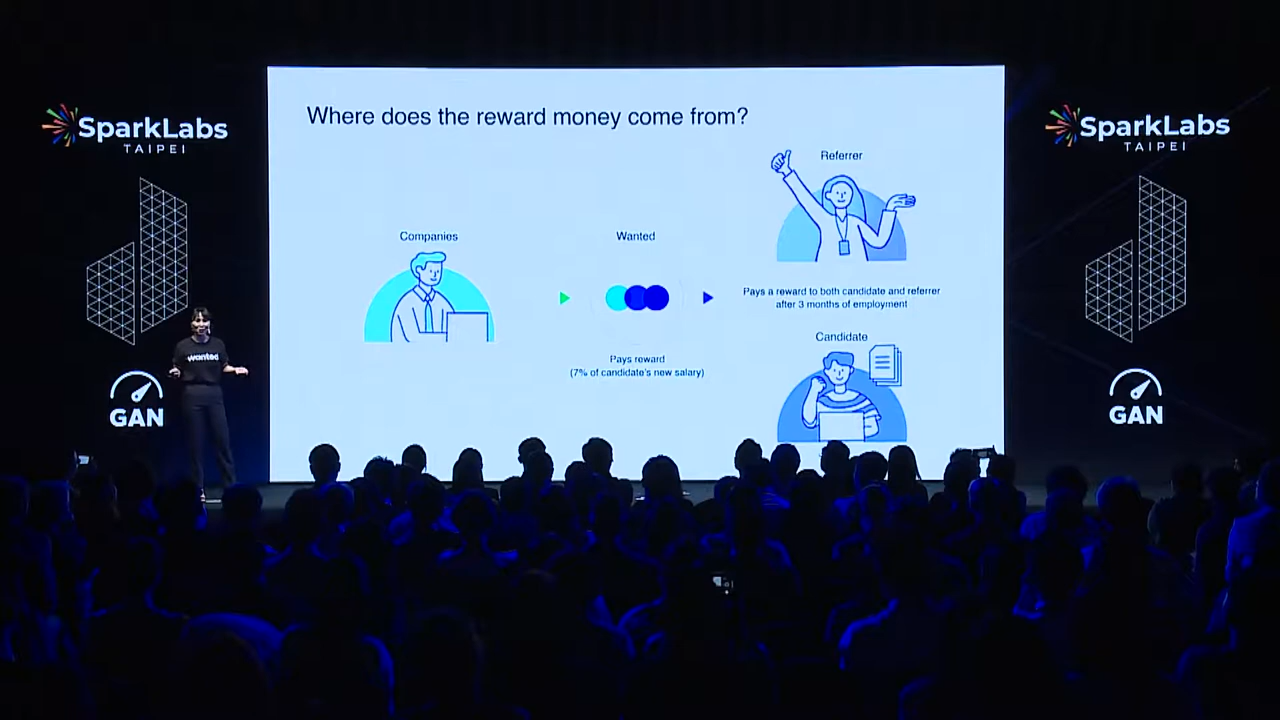 SparkLabs
TAIPEI
GAN
wanted
Where does the reward money come from?
Companies
Wanted
Pays reward
(7% of candidate's new salary)
Referrer
Pays a reward to both candidate and referrer
after 3 months of employment
Candidate
SparkLabs
TAIPEI
GAN